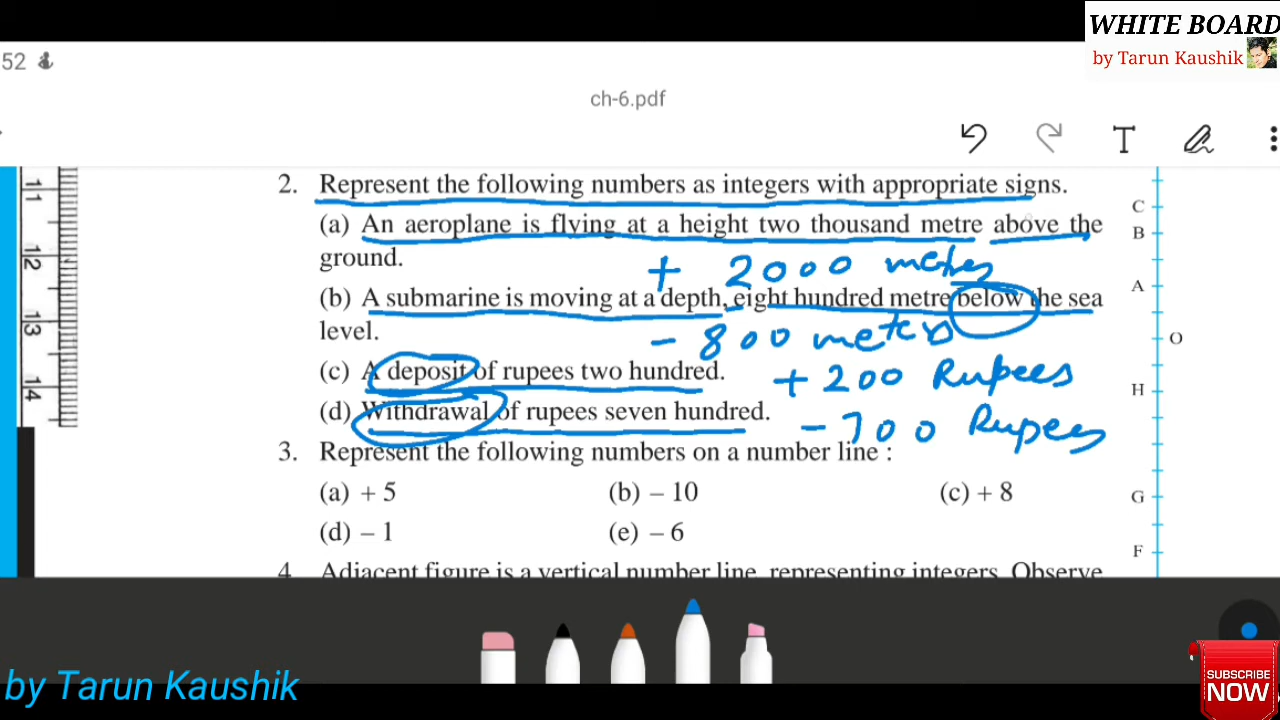 WHITE BOARD
by Tarun Kaushik
52
ch-6.pdf
T
2. Represent the following numbers as integers with appropriate signs.
(a) An aeroplane is flying at a height two thousand metre above the
ground.
+ 2000 meters
(b) A submarine is moving at a depth, eight hundred metre below the sea
level.
- 800 meters
(c) A deposit of rupees two hundred. + 200 Rupees
(d) Withdrawal of rupees seven hundred. - 700 Rupees
3. Represent the following numbers on a number line :
(a) + 5 (b) – 10 (c) + 8
(d) – 1 (e) – 6
4. Adjacent figure is a vertical number line, representing integers. Observe
11
12
13
14
C
B
A
O
H
G
F
by Tarun Kaushik
SUBSCRIBE
NOW